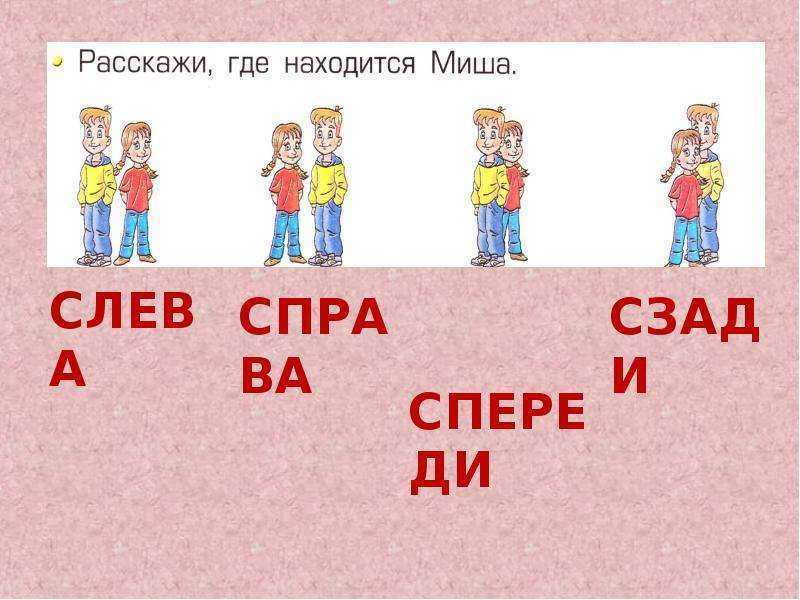 Расскажи, где находится Миша.
СЛЕВ
А
СПРА
ВА
СПЕРЕ
ДИ
СЗАД
И